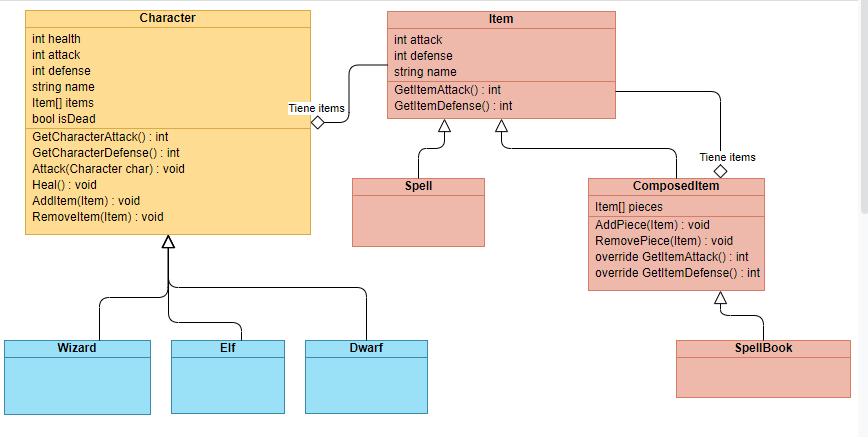 Character
int health
int attack
int defense
string name
Item[] items
bool isDead
GetCharacterAttack() : int
GetCharacterDefense() : int
Attack(Character char) : void
Heal() : void
AddItem(Item) : void
RemoveItem(Item) : void
Tiene items
Item
int attack
int defense
string name
GetItemAttack() : int
GetItemDefense() : int
Tiene items
Spell
ComposedItem
Item[] pieces
AddPiece(Item) : void
RemovePiece(Item) : void
override GetItemAttack() : int
override GetItemDefense() : int
Wizard
Elf
Dwarf
SpellBook